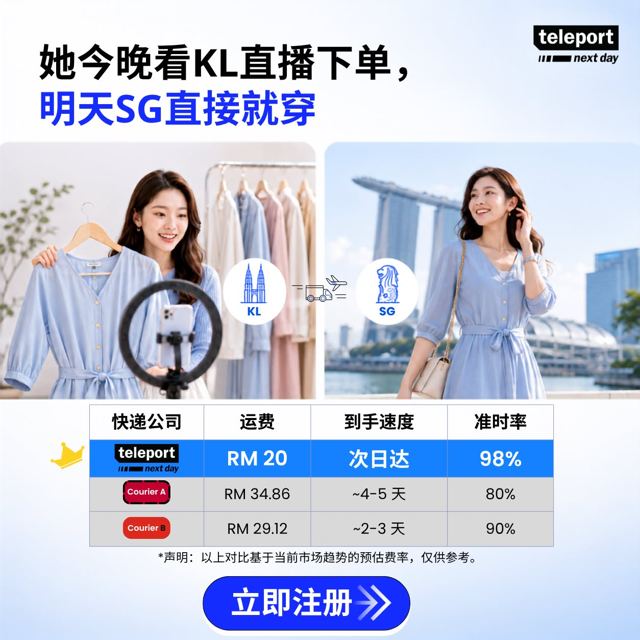 teleport
next day
她今晚看KL直播下单，
明天SG直接就穿
KL
SG
快递公司 运费 到手速度 准时率
teleport next day RM 20 次日达 98%
Courier A RM 34.86 ~4-5 天 80%
Courier B RM 29.12 ~2-3 天 90%
*声明：以上对比基于当前市场趋势的预估费率，仅供参考。
立即注册